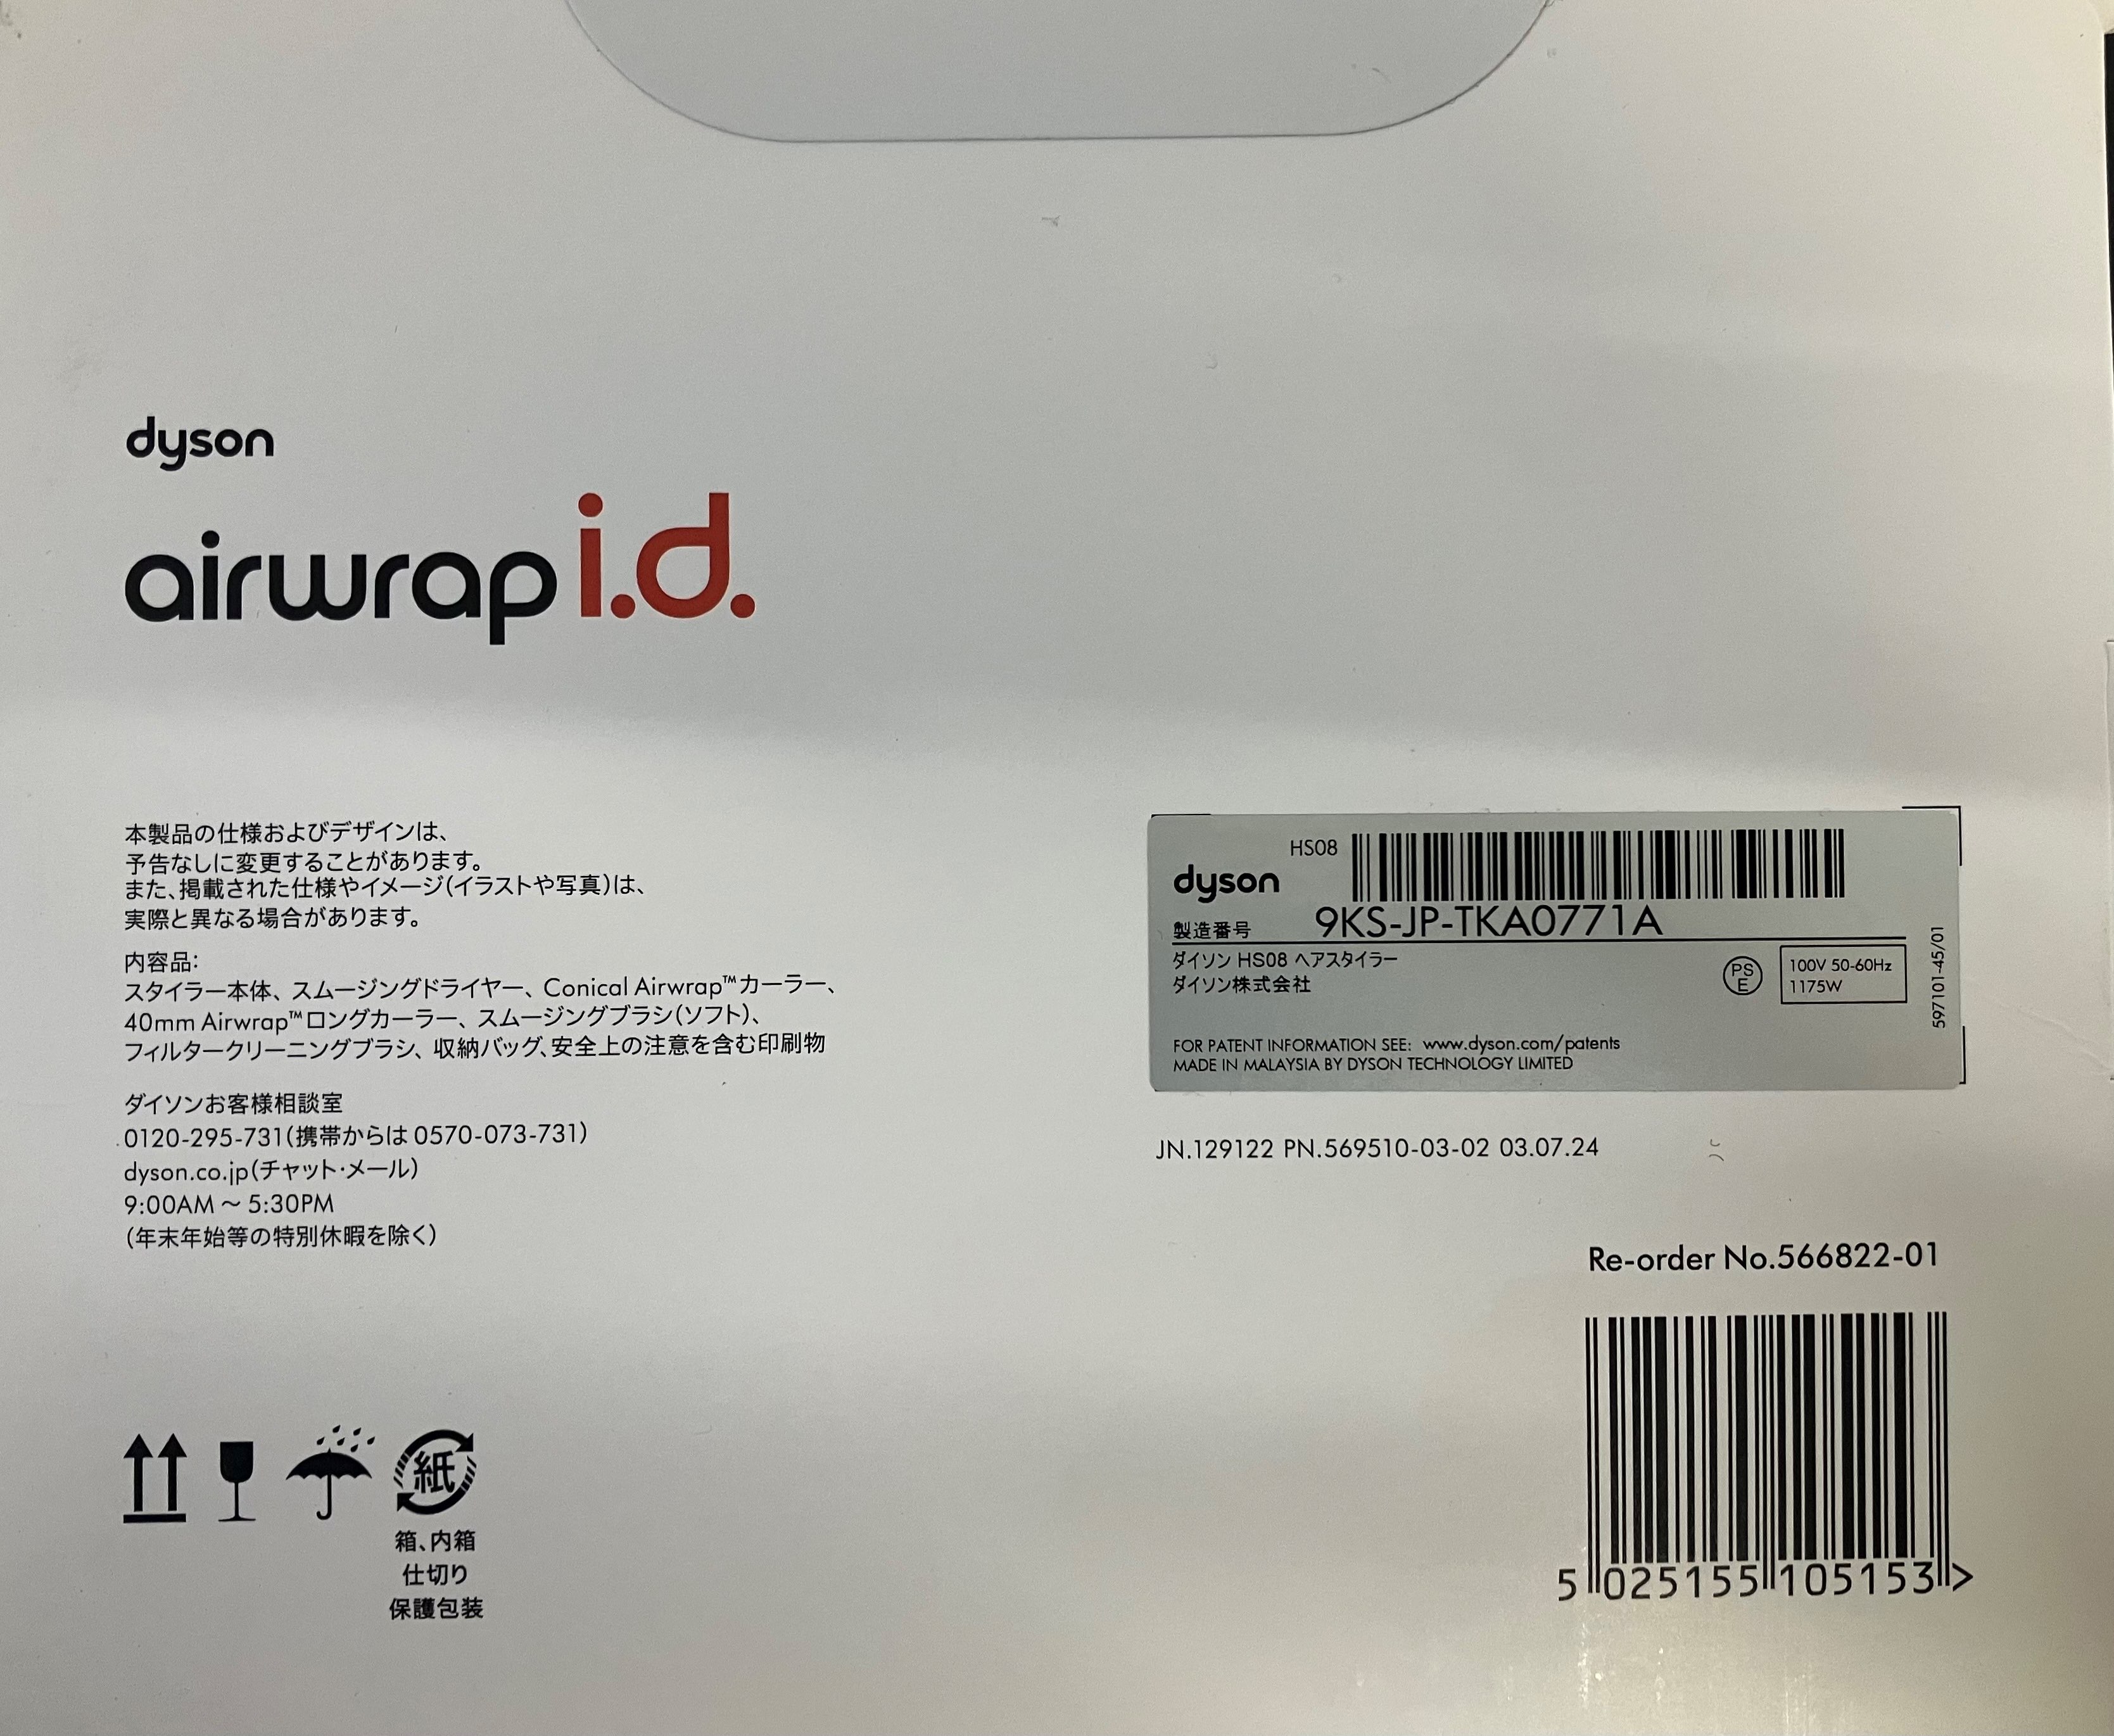 dyson
airwrap i.d.
本製品の仕様およびデザインは、
予告なしに変更することがあります。
また、掲載された仕様やイメージ(イラストや写真)は、
実際と異なる場合があります。
内容品:
スタイラー本体、スムージングドライヤー、Conical Airwrap™カーラー、
40mm Airwrap™ロングカーラー、スムージングブラシ(ソフト)、
フィルタークリーニングブラシ、収納バッグ、安全上の注意を含む印刷物
ダイソンお客様相談室
0120-295-731(携帯からは 0570-073-731)
dyson.co.jp(チャット・メール)
9:00AM ~ 5:30PM
(年末年始等の特別休暇を除く)
紙
箱、内箱
仕切り
保護包装
HS08
dyson
製造番号 9KS-JP-TKA0771A
ダイソン HS08 ヘアスタイラー
ダイソン株式会社
PS
E
100V 50-60Hz
1175W
597101-45/01
FOR PATENT INFORMATION SEE: www.dyson.com/patents
MADE IN MALAYSIA BY DYSON TECHNOLOGY LIMITED
JN.129122 PN.569510-03-02 03.07.24
Re-order No.566822-01
5 025155 105153 >